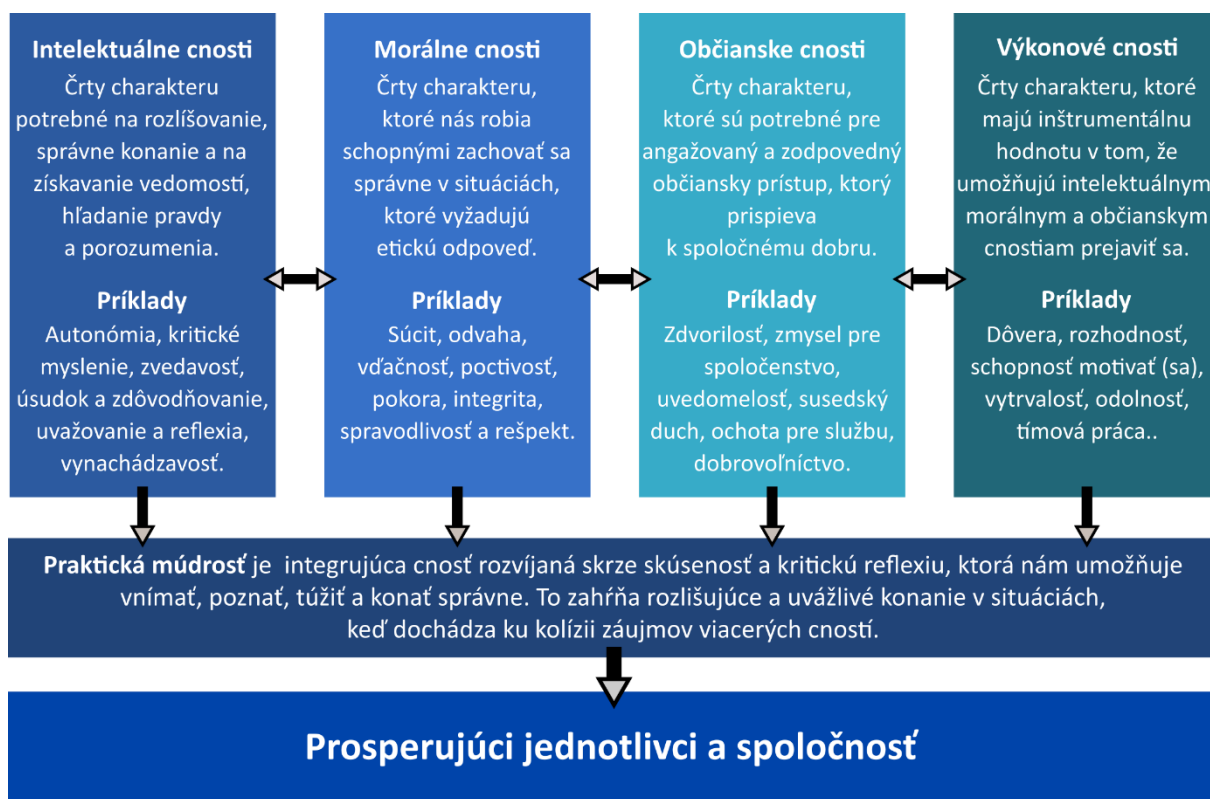 Intelektuálne cnosti
Črty charakteru
potrebné na rozlíšovanie,
správne konanie a na
získavanie vedomostí,
hľadanie pravdy
a porozumenia.
Príklady
Autonómia, kritické
myslenie, zvedavosť,
úsudok a zdôvodňovanie,
uvažovanie a reflexia,
vynachádzavosť.
Morálne cnosti
Črty charakteru,
ktoré nás robia
schopnými zachovať sa
správne v situáciách,
ktoré vyžadujú
etickú odpoveď.
Príklady
Súcit, odvaha,
vďačnosť, poctivosť,
pokora, integrita,
spravodlivosť a rešpekt.
Občianske cnosti
Črty charakteru,
ktoré sú potrebné pre
angažovaný a zodpovedný
občiansky prístup, ktorý
prispieva
k spoločnému dobru.
Príklady
Zdvorilosť, zmysel pre
spoločenstvo,
uvedomelosť, susedský
duch, ochota pre službu,
dobrovoľníctvo.
Výkonové cnosti
Črty charakteru, ktoré
majú inštrumentálnu
hodnotu v tom, že
umožňujú intelektuálnym
morálnym a občianskym
cnostiam prejaviť sa.
Príklady
Dôvera, rozhodnosť,
schopnosť motivať (sa),
vytrvalosť, odolnosť,
tímová práca..
Praktická múdrosť je integrujúca cnosť rozvíjaná skrze skúsenosť a kritickú reflexiu, ktorá nám umožňuje
vnímať, poznať, túžiť a konať správne. To zahŕňa rozlišujúce a uvážlivé konanie v situáciách,
keď dochádza ku kolízii záujmov viacerých cností.
Prosperujúci jednotlivci a spoločnosť